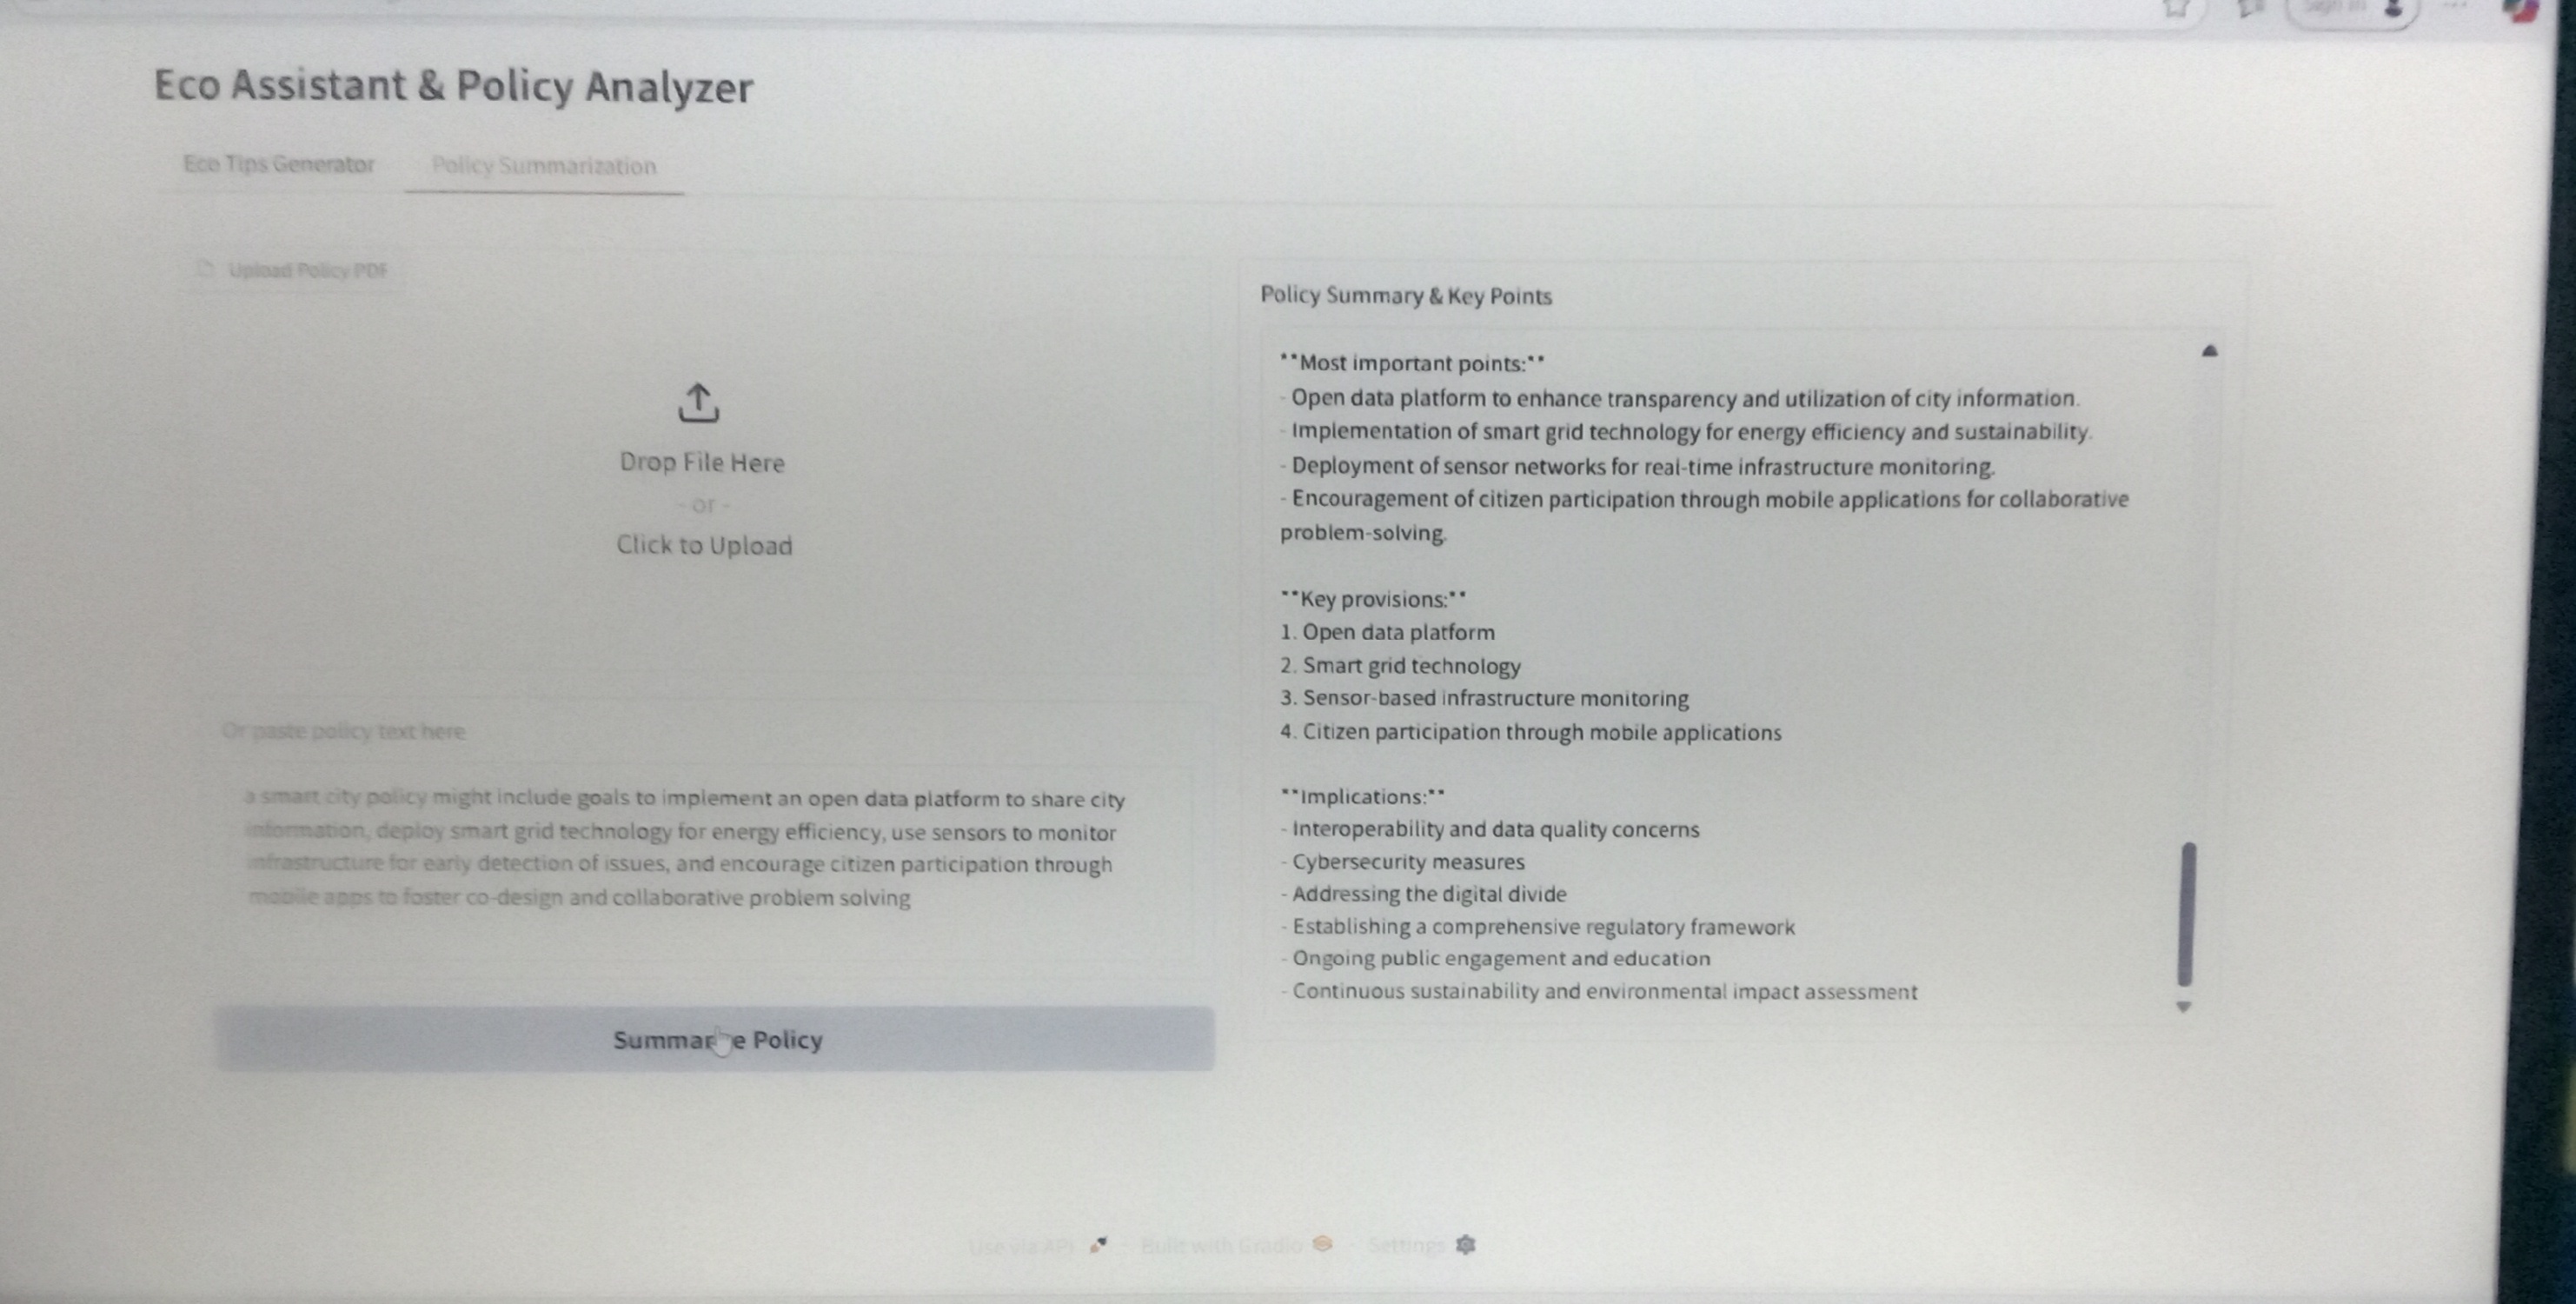 Sign in
Eco Assistant & Policy Analyzer
Eco Tips Generator
Policy Summarization
Upload Policy PDF
Drop File Here
- or -
Click to Upload
Or paste policy text here
a smart city policy might include goals to implement an open data platform to share city
information, deploy smart grid technology for energy efficiency, use sensors to monitor
infrastructure for early detection of issues, and encourage citizen participation through
mobile apps to foster co-design and collaborative problem solving
Summar e Policy
Policy Summary & Key Points
**Most important points:**
- Open data platform to enhance transparency and utilization of city information.
- Implementation of smart grid technology for energy efficiency and sustainability.
- Deployment of sensor networks for real-time infrastructure monitoring.
- Encouragement of citizen participation through mobile applications for collaborative
problem-solving.
**Key provisions:**
1. Open data platform
2. Smart grid technology
3. Sensor-based infrastructure monitoring
4. Citizen participation through mobile applications
**Implications:**
- Interoperability and data quality concerns
- Cybersecurity measures
- Addressing the digital divide
- Establishing a comprehensive regulatory framework
- Ongoing public engagement and education
- Continuous sustainability and environmental impact assessment
Use via API · Built with Gradio · Settings